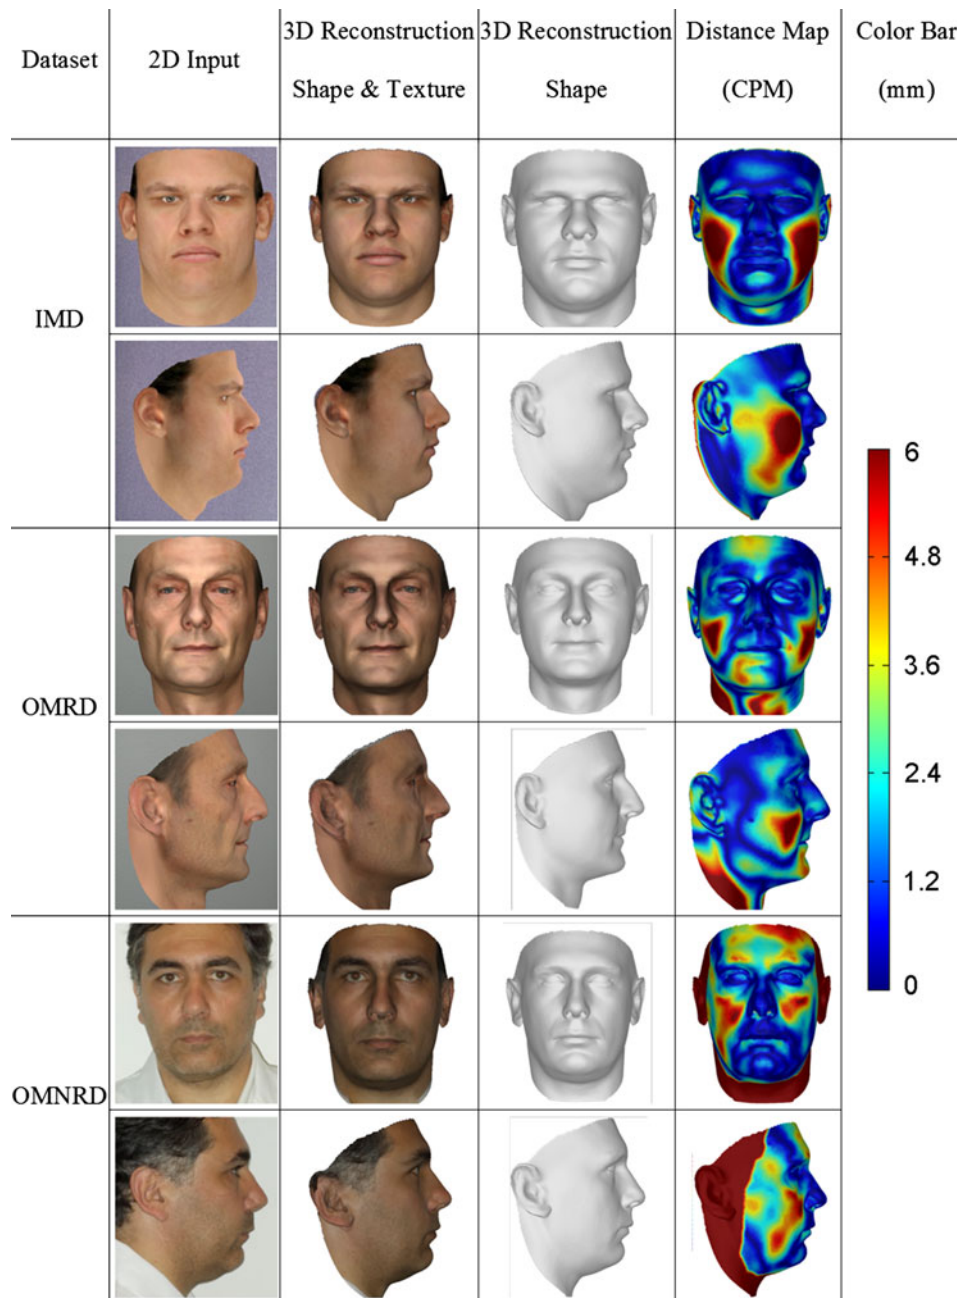 Dataset
2D Input
3D Reconstruction
Shape & Texture
3D Reconstruction
Shape
Distance Map
(CPM)
Color Bar
(mm)
IMD
OMRD
OMNRD
6
4.8
3.6
2.4
1.2
0